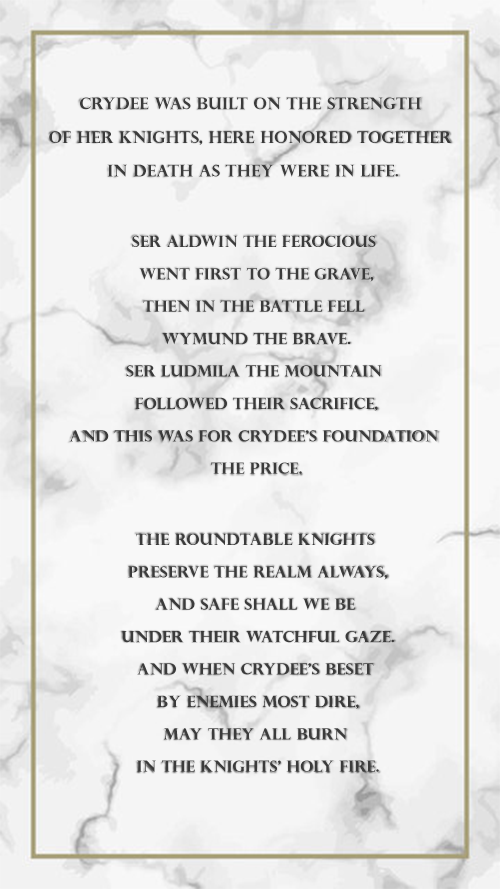 CRYDEE WAS BUILT ON THE STRENGTH
OF HER KNIGHTS, HERE HONORED TOGETHER
IN DEATH AS THEY WERE IN LIFE.
SER ALDWIN THE FEROCIOUS
WENT FIRST TO THE GRAVE,
THEN IN THE BATTLE FELL
WYMUND THE BRAVE.
SER LUDMILA THE MOUNTAIN
FOLLOWED THEIR SACRIFICE,
AND THIS WAS FOR CRYDEE'S FOUNDATION
THE PRICE.
THE ROUNDTABLE KNIGHTS
PRESERVE THE REALM ALWAYS,
AND SAFE SHALL WE BE
UNDER THEIR WATCHFUL GAZE.
AND WHEN CRYDEE'S BESET
BY ENEMIES MOST DIRE,
MAY THEY ALL BURN
IN THE KNIGHTS' HOLY FIRE.